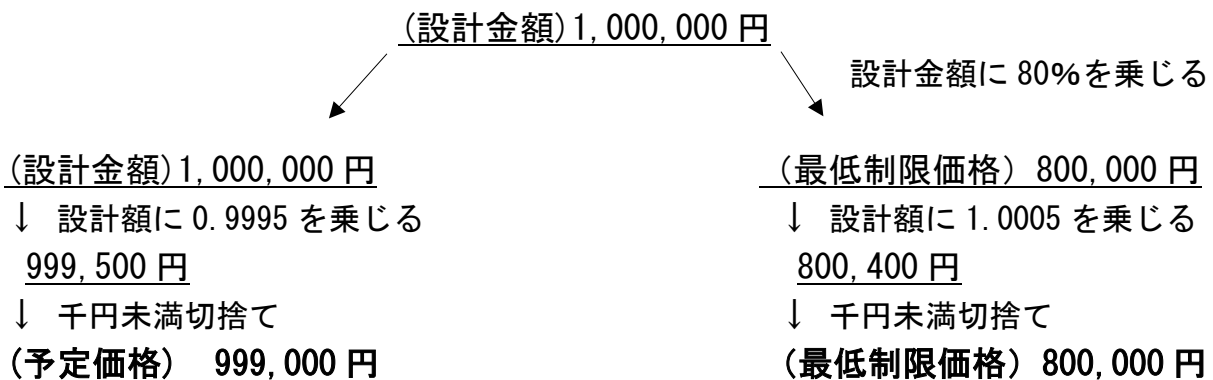 (設計金額)1,000,000 円
設計金額に 80%を乗じる
(設計金額)1,000,000 円
↓ 設計額に 0.9995 を乗じる
999,500 円
↓ 千円未満切捨て
(予定価格) 999,000 円
(最低制限価格) 800,000 円
↓ 設計額に 1.0005 を乗じる
800,400 円
↓ 千円未満切捨て
(最低制限価格) 800,000 円